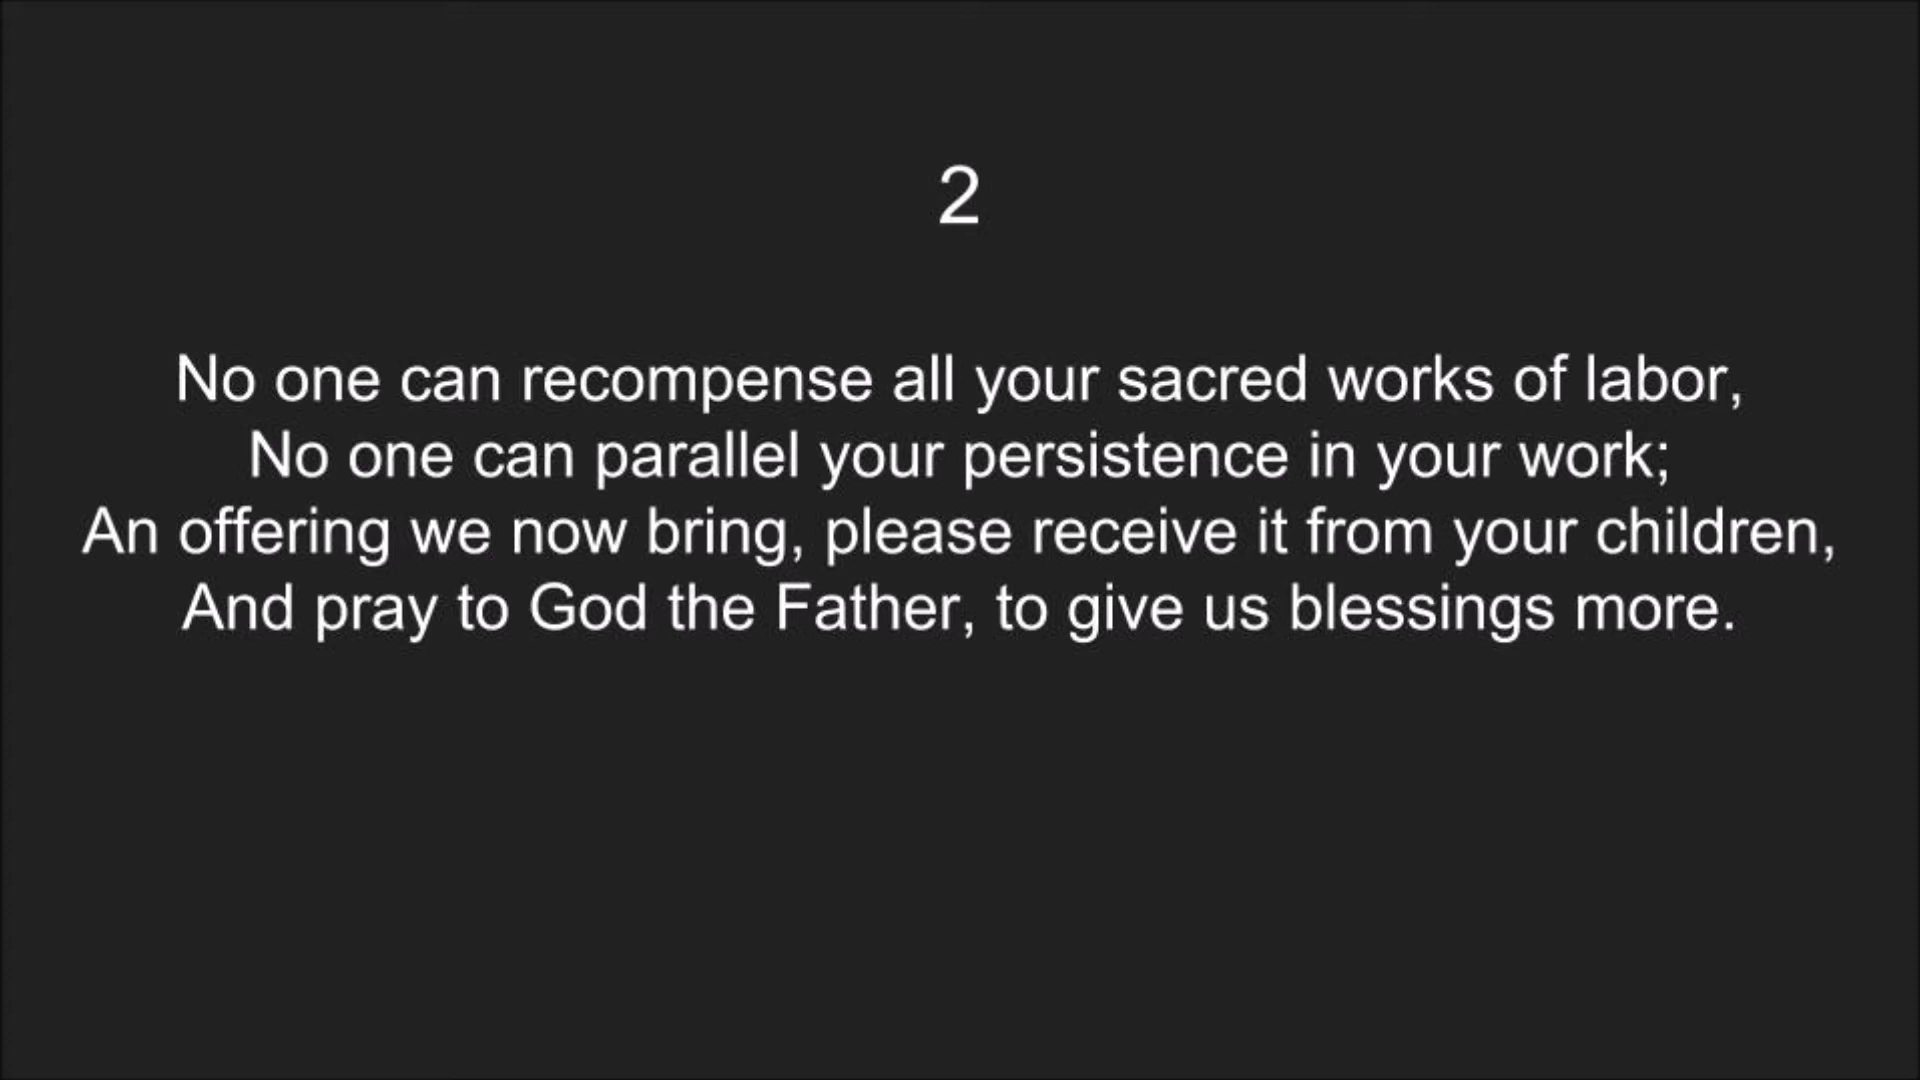 2
No one can recompense all your sacred works of labor,
No one can parallel your persistence in your work;
An offering we now bring, please receive it from your children,
And pray to God the Father, to give us blessings more.